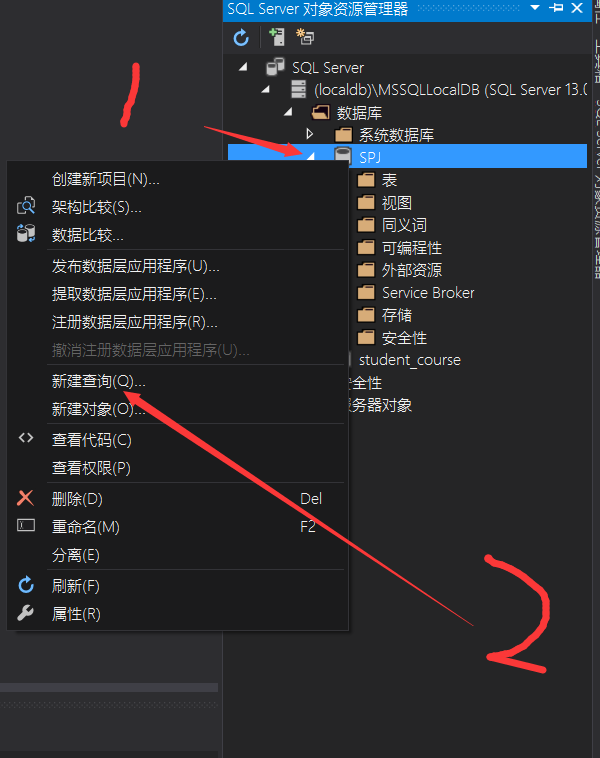 SQL Server 对象资源管理器
SQL Server
(localdb)\MSSQLLocalDB (SQL Server 13.0
数据库
系统数据库
SPJ
表
视图
同义词
可编程性
外部资源
Service Broker
存储
安全性
student_course
安全性
务器对象
创建新项目(N)...
架构比较(S)...
数据比较...
发布数据层应用程序(U)...
提取数据层应用程序(E)...
注册数据层应用程序(R)...
撤消注册数据层应用程序(U)...
新建查询(Q)...
新建对象(O)...
查看代码(C)
查看权限(P)
删除(D) Del
重命名(M) F2
分离(E)
刷新(F)
属性(R)
1
2